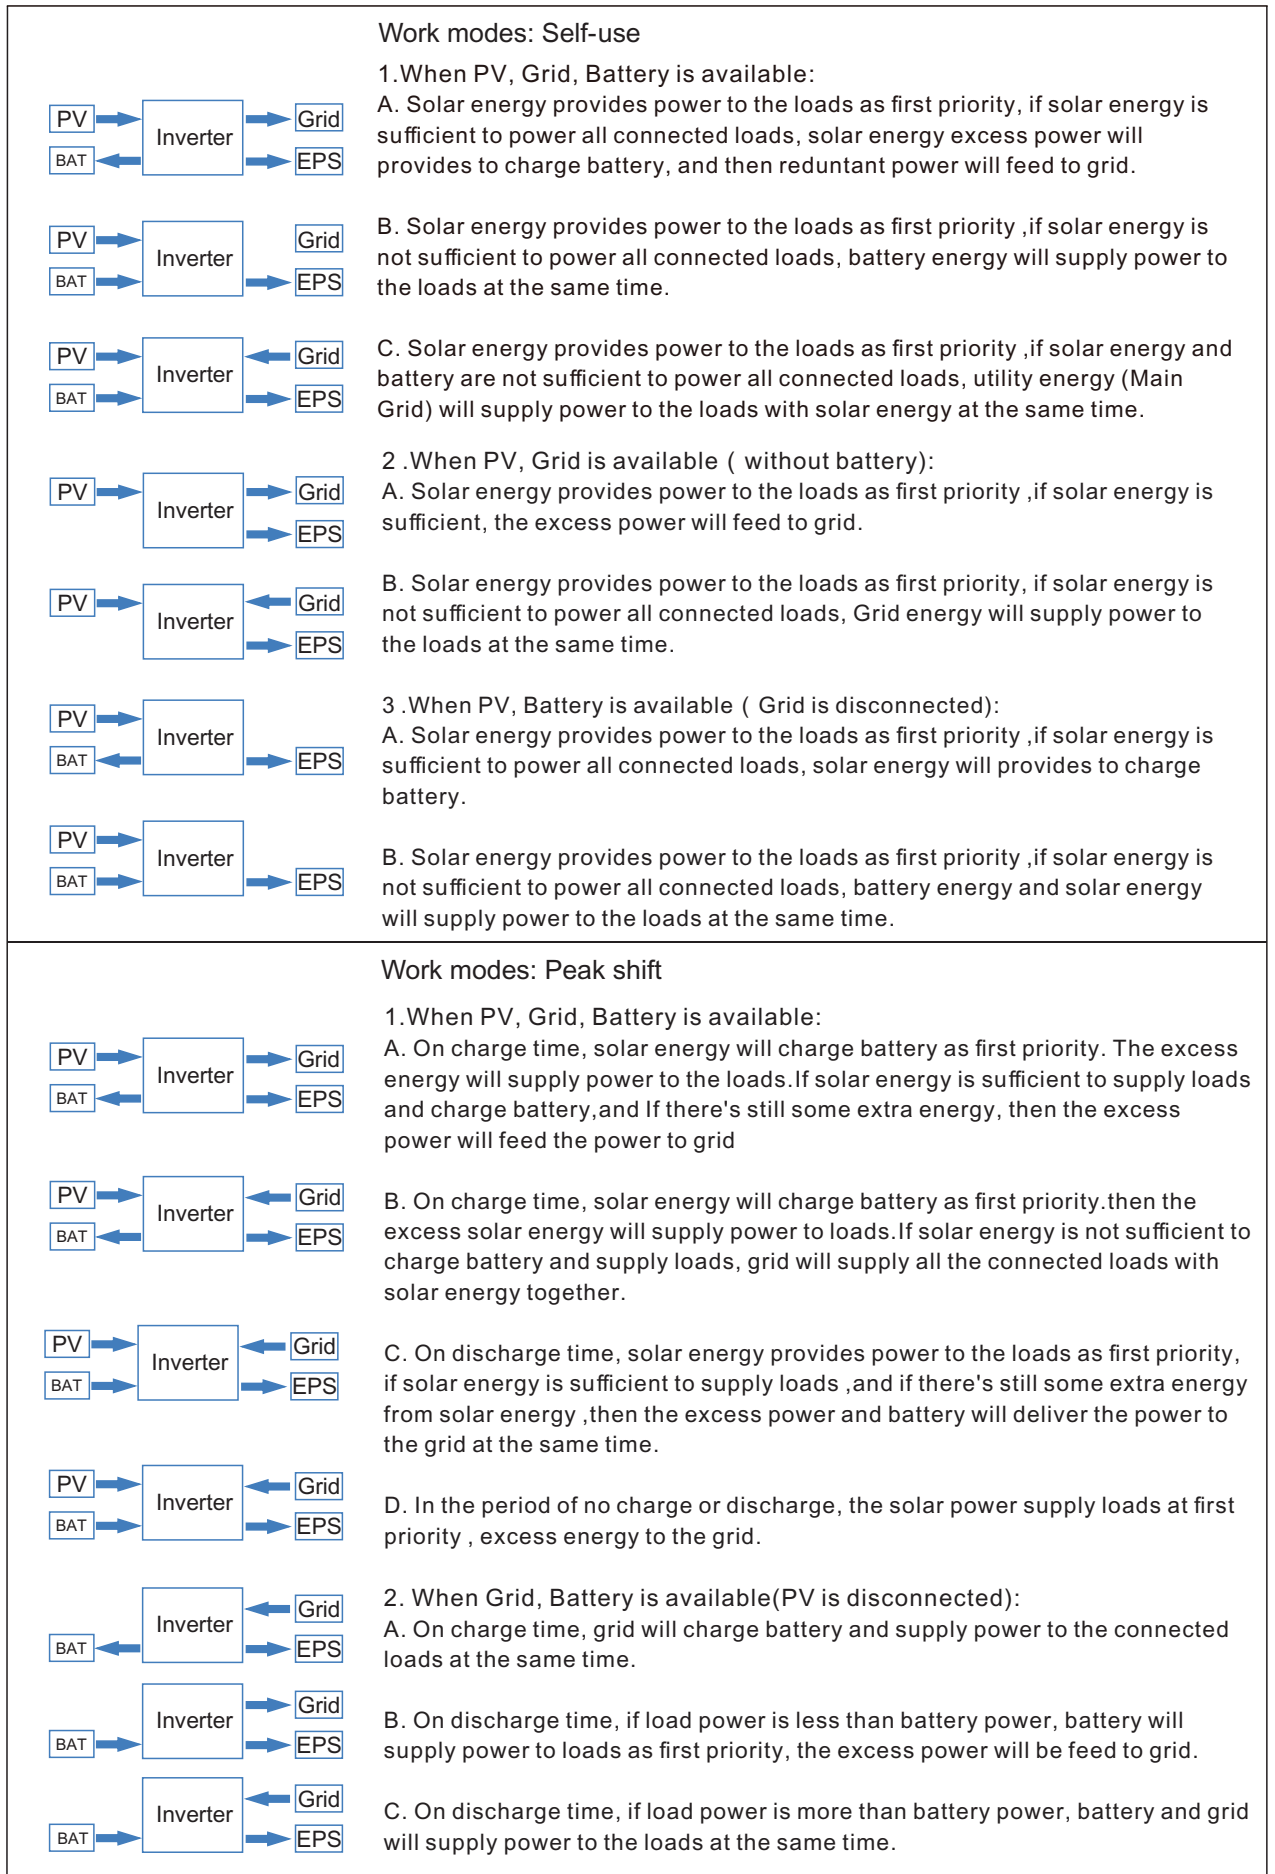 Work modes: Self-use
1.When PV, Grid, Battery is available:
A. Solar energy provides power to the loads as first priority, if solar energy is
sufficient to power all connected loads, solar energy excess power will
provides to charge battery, and then reduntant power will feed to grid.
PV
Inverter
Grid
BAT
EPS
B. Solar energy provides power to the loads as first priority ,if solar energy is
not sufficient to power all connected loads, battery energy will supply power to
the loads at the same time.
PV
Inverter
Grid
BAT
EPS
C. Solar energy provides power to the loads as first priority ,if solar energy and
battery are not sufficient to power all connected loads, utility energy (Main
Grid) will supply power to the loads with solar energy at the same time.
PV
Inverter
Grid
BAT
EPS
2 .When PV, Grid is available ( without battery):
A. Solar energy provides power to the loads as first priority ,if solar energy is
sufficient, the excess power will feed to grid.
PV
Inverter
Grid
EPS
B. Solar energy provides power to the loads as first priority, if solar energy is
not sufficient to power all connected loads, Grid energy will supply power to
the loads at the same time.
PV
Inverter
Grid
EPS
3 .When PV, Battery is available ( Grid is disconnected):
A. Solar energy provides power to the loads as first priority ,if solar energy is
sufficient to power all connected loads, solar energy will provides to charge
battery.
PV
Inverter
BAT
EPS
B. Solar energy provides power to the loads as first priority ,if solar energy is
not sufficient to power all connected loads, battery energy and solar energy
will supply power to the loads at the same time.
PV
Inverter
BAT
EPS
Work modes: Peak shift
1.When PV, Grid, Battery is available:
A. On charge time, solar energy will charge battery as first priority. The excess
energy will supply power to the loads.If solar energy is sufficient to supply loads
and charge battery,and If there's still some extra energy, then the excess
power will feed the power to grid
PV
Inverter
Grid
BAT
EPS
B. On charge time, solar energy will charge battery as first priority.then the
excess solar energy will supply power to loads.If solar energy is not sufficient to
charge battery and supply loads, grid will supply all the connected loads with
solar energy together.
PV
Inverter
Grid
BAT
EPS
C. On discharge time, solar energy provides power to the loads as first priority,
if solar energy is sufficient to supply loads ,and if there's still some extra energy
from solar energy ,then the excess power and battery will deliver the power to
the grid at the same time.
PV
Inverter
Grid
BAT
EPS
D. In the period of no charge or discharge, the solar power supply loads at first
priority , excess energy to the grid.
PV
Inverter
Grid
BAT
EPS
2. When Grid, Battery is available(PV is disconnected):
A. On charge time, grid will charge battery and supply power to the connected
loads at the same time.
Inverter
Grid
BAT
EPS
B. On discharge time, if load power is less than battery power, battery will
supply power to loads as first priority, the excess power will be feed to grid.
Inverter
Grid
BAT
EPS
C. On discharge time, if load power is more than battery power, battery and grid
will supply power to the loads at the same time.
Inverter
Grid
BAT
EPS